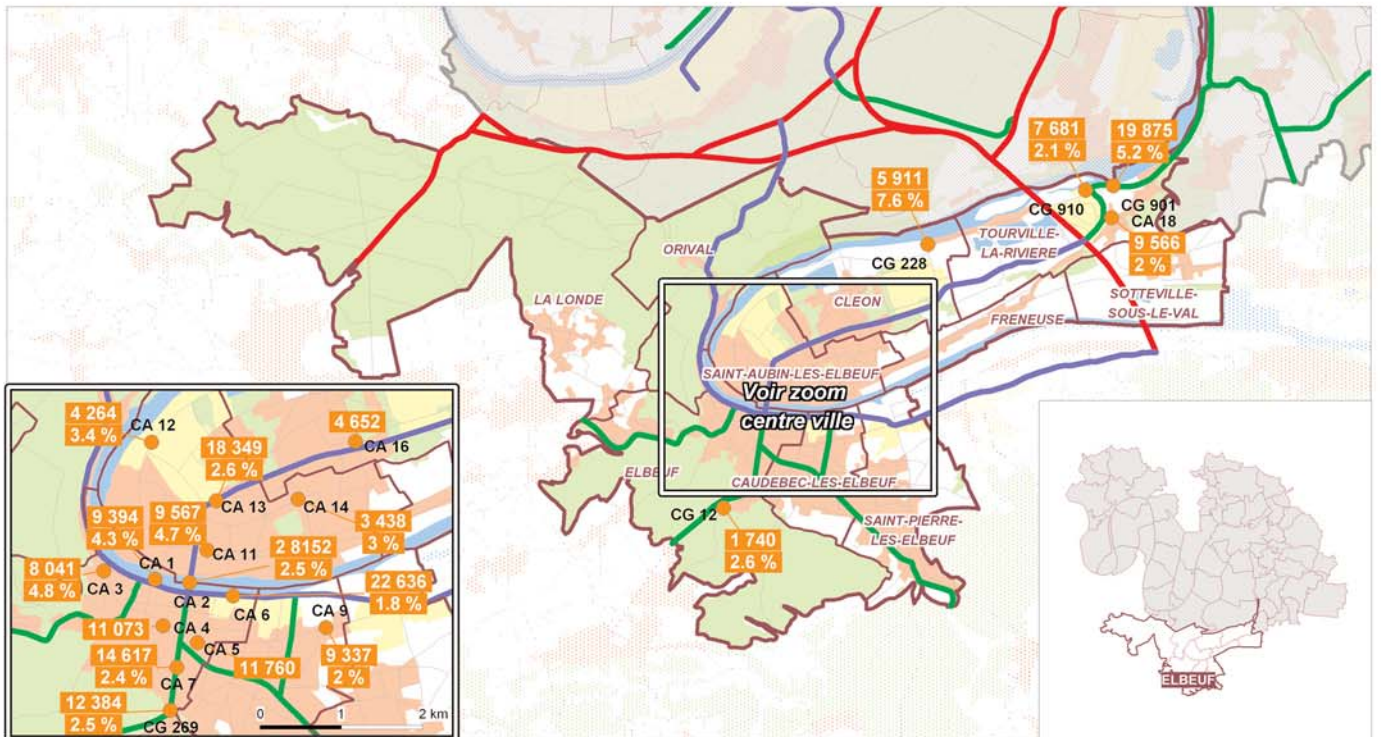 7 681
2.1 %
19 875
5.2 %
5 911
7.6 %
CG 910
CG 901
CA 18
9 566
2 %
ORIVAL
TOURVILLE-
LA-RIVIERE
CG 228
CLEON
LA LONDE
FRENEUSE
SOTTEVILLE-
SOUS-LE-VAL
SAINT-AUBIN-LES-ELBEUF
Voir zoom
centre ville
ELBEUF
CAUDEBEC-LES-ELBEUF
CG 12
1 740
2.6 %
SAINT-PIERRE-
LES-ELBEUF
4 264
3.4 %
CA 12
18 349
2.6 %
4 652
CA 16
CA 13
CA 14
9 394
4.3 %
9 567
4.7 %
3 438
3 %
CA 11
2 8152
2.5 %
8 041
4.8 %
CA 3
CA 1
CA 2
22 636
1.8 %
CA 6
CA 9
11 073
CA 4
CA 5
14 617
2.4 %
CA 7
11 760
9 337
2 %
12 384
2.5 %
CG 269
0 1 2 km
ELBEUF